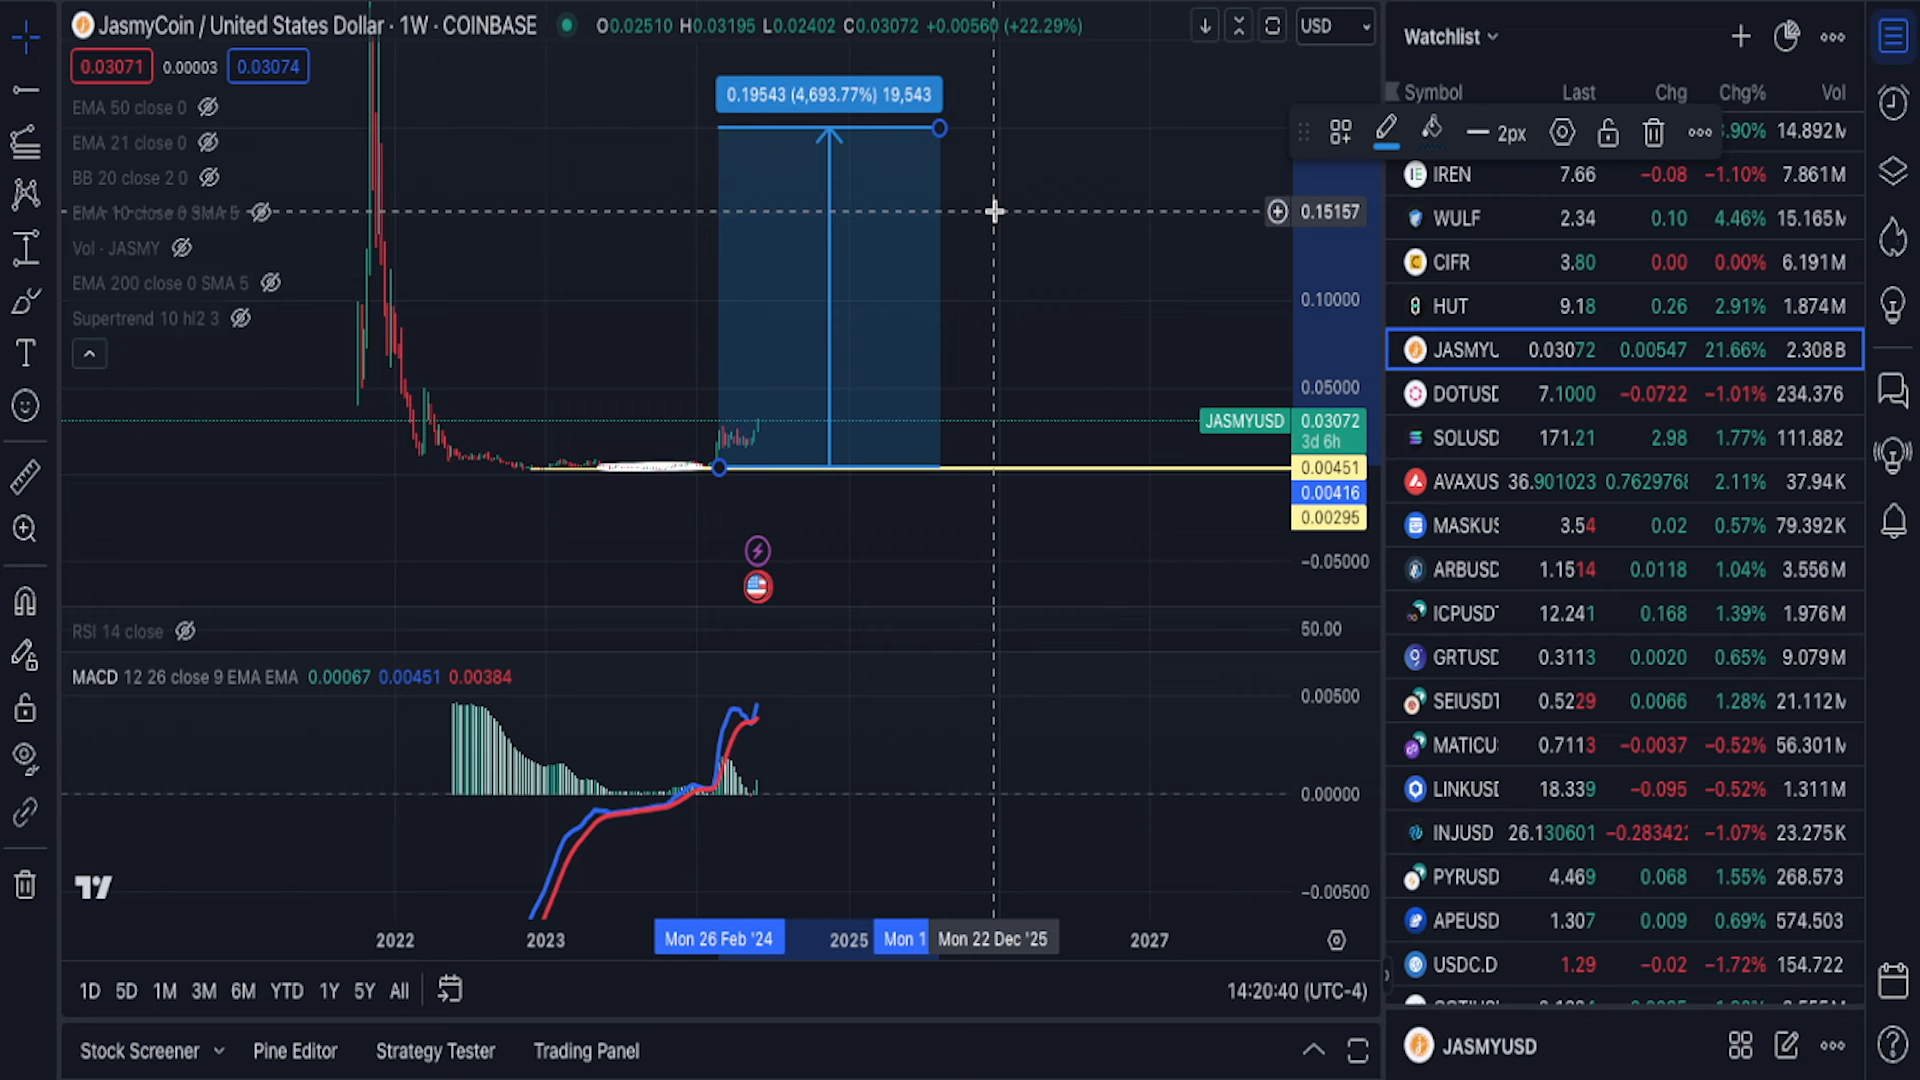 JasmyCoin / United States Dollar · 1W · COINBASE
O0.02510 H0.03195 L0.02402 C0.03072 +0.00560 (+22.29%)
USD
0.03071 0.00003 0.03074
EMA 50 close 0
EMA 21 close 0
BB 20 close 2 0
EMA 10 close 0 SMA 5
Vol · JASMY
EMA 200 close 0 SMA 5
Supertrend 10 hl2 3
0.19543 (4,693.77%) 19,543
0.15157
0.10000
0.05000
JASMYUSD 0.03072
3d 6h
0.00451
0.00416
0.00295
−0.05000
RSI 14 close
50.00
MACD 12 26 close 9 EMA EMA 0.00067 0.00451 0.00384
0.00500
0.00000
−0.00500
2022 2023 Mon 26 Feb '24 2025 Mon 1 Mon 22 Dec '25 2027
1D 5D 1M 3M 6M YTD 1Y 5Y All
14:20:40 (UTC-4)
Stock Screener Pine Editor Strategy Tester Trading Panel
Watchlist
Symbol Last Chg Chg% Vol
2px
.90% 14.892M
IREN 7.66 −0.08 −1.10% 7.861M
WULF 2.34 0.10 4.46% 15.165M
CIFR 3.80 0.00 0.00% 6.191M
HUT 9.18 0.26 2.91% 1.874M
JASMYU 0.03072 0.00547 21.66% 2.308B
DOTUSD 7.1000 −0.0722 −1.01% 234.376
SOLUSD 171.21 2.98 1.77% 111.882
AVAXUS 36.901023 0.7629768 2.11% 37.94K
MASKUS 3.54 0.02 0.57% 79.392K
ARBUSD 1.1514 0.0118 1.04% 3.556M
ICPUSDT 12.241 0.168 1.39% 1.976M
GRTUSD 0.3113 0.0020 0.65% 9.079M
SEIUSDT 0.5229 0.0066 1.28% 21.112M
MATICU 0.7113 −0.0037 −0.52% 56.301M
LINKUSD 18.339 −0.095 −0.52% 1.311M
INJUSD 26.130601 −0.283422 −1.07% 23.275K
PYRUSD 4.469 0.068 1.55% 268.573
APEUSD 1.307 0.009 0.69% 574.503
USDC.D 1.29 −0.02 −1.72% 154.722
JASMYUSD